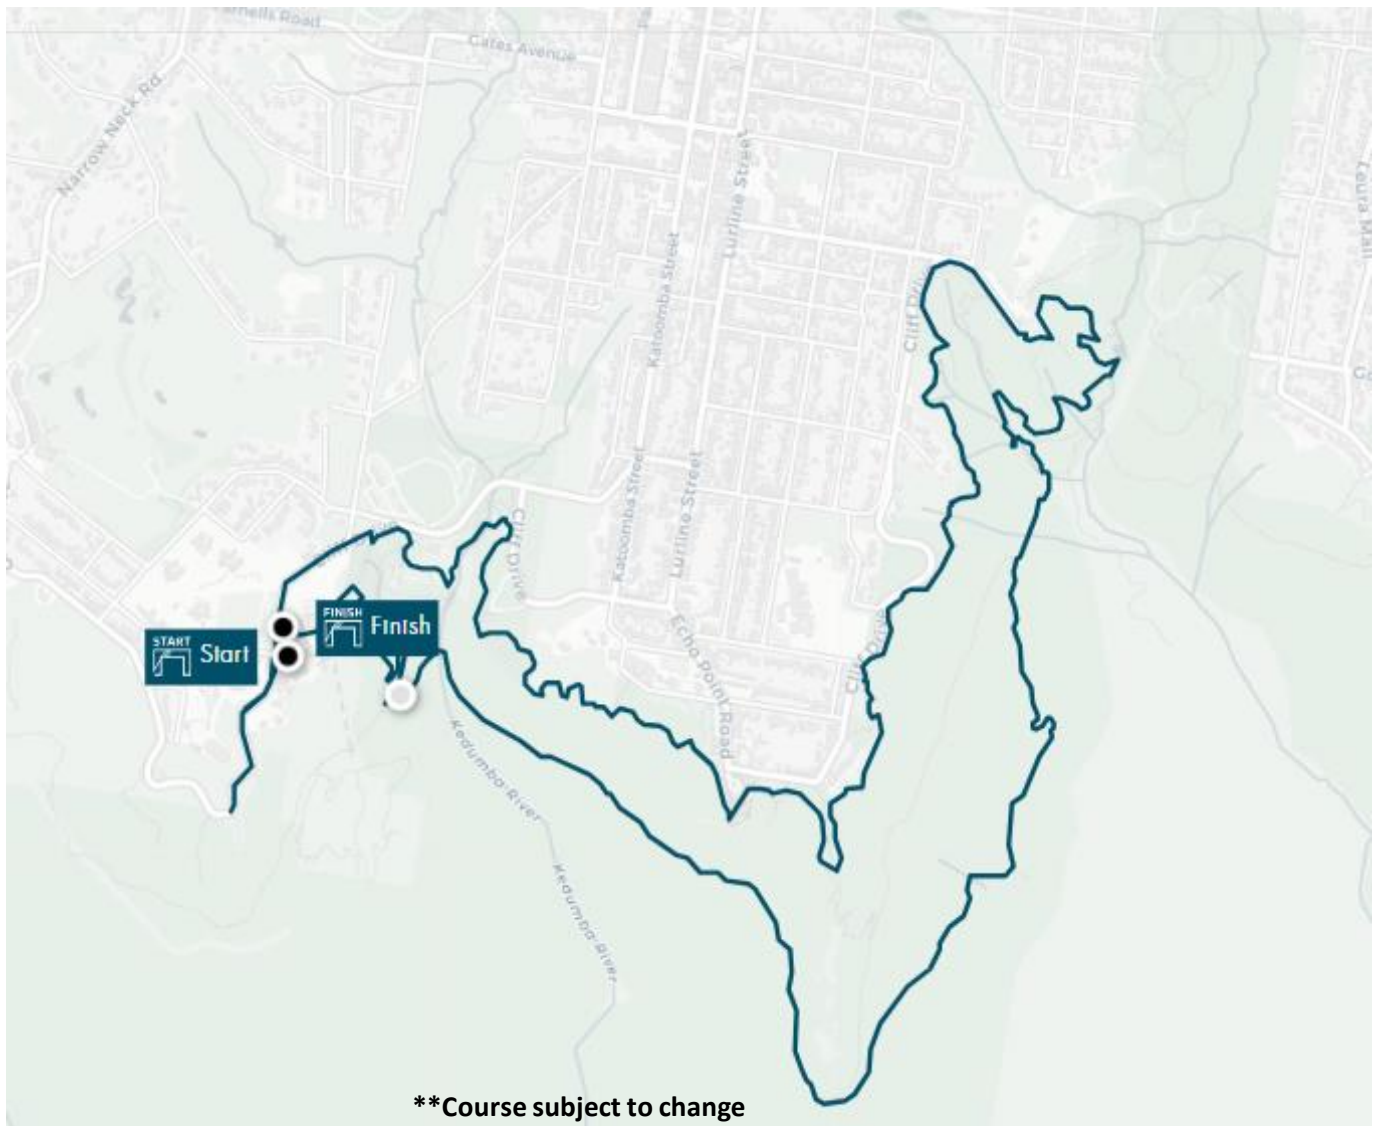 Gates Avenue
Narrow Neck Rd
Lurline Street
Katoomba Street
Leura Mall
Cliff Drive
Katoomba Street
Lurline Street
Cliff Drive
START
Start
FINISH
Finish
Echo Point Road
Cliff Drive
Kedumba River
Kedumba River
**Course subject to change